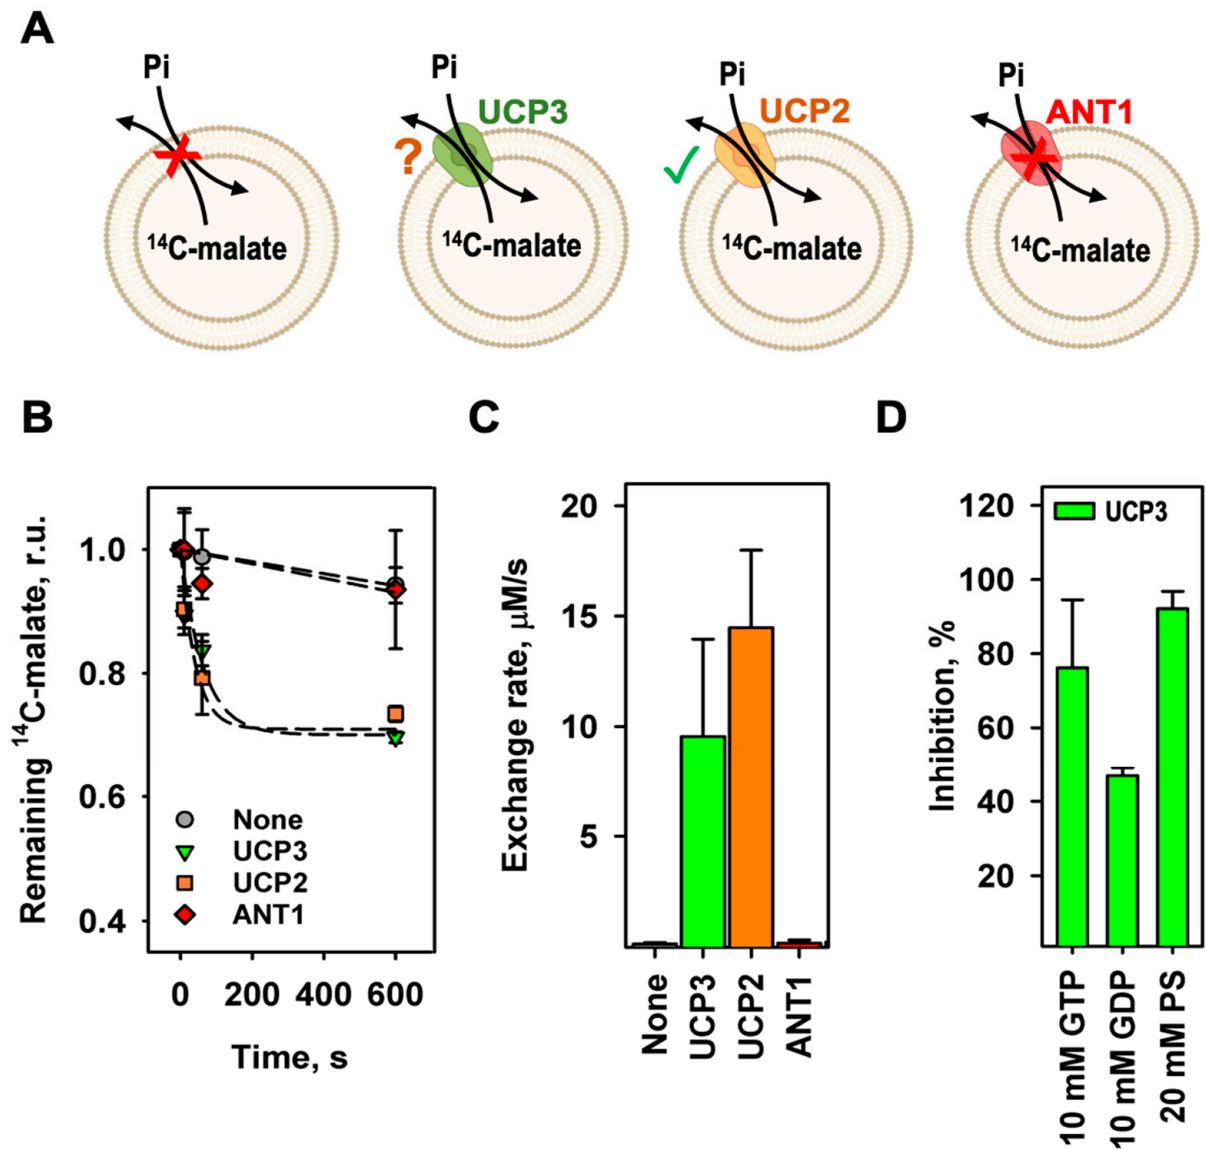 A
Pi
UCP3
?
¹⁴C-malate
Pi
¹⁴C-malate
Pi
UCP2
¹⁴C-malate
Pi
ANT1
¹⁴C-malate
B
Remaining ¹⁴C-malate, r.u.
1.0
0.8
0.6
0.4
None
UCP3
UCP2
ANT1
0 200 400 600
Time, s
C
Exchange rate, µM/s
20
15
10
5
None
UCP3
UCP2
ANT1
D
Inhibition, %
120
100
80
60
40
20
UCP3
10 mM GTP
10 mM GDP
20 mM PS